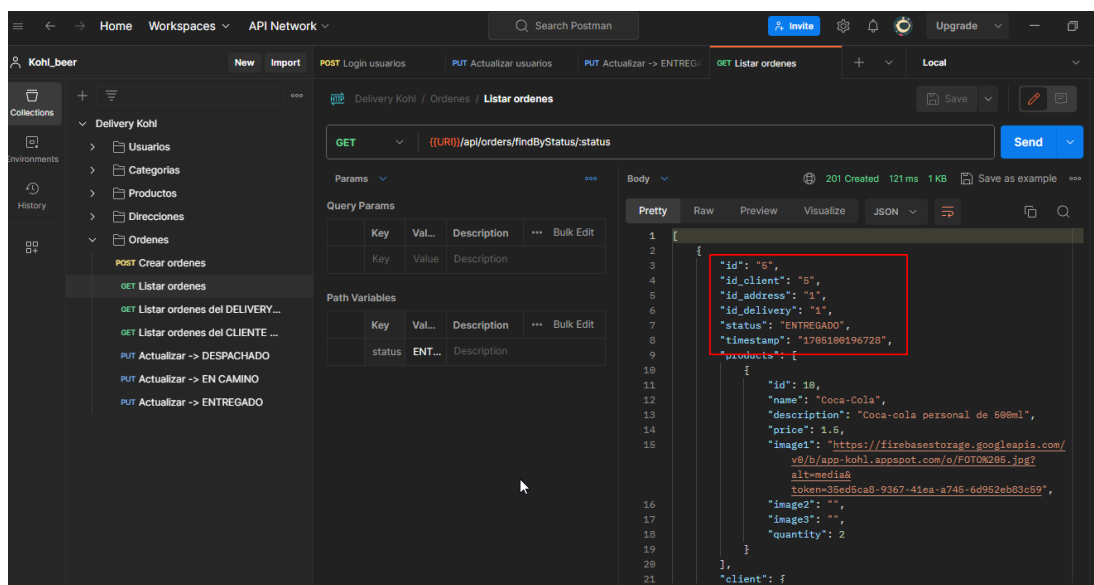 Home Workspaces API Network Search Postman Invite Upgrade
Kohl_beer New Import POST Login usuarios PUT Actualizar usuarios PUT Actualizar -> ENTREGA GET Listar ordenes Local
Collections
Environments
History
Delivery Kohl
Usuarios
Categorias
Productos
Direcciones
Ordenes
POST Crear ordenes
GET Listar ordenes
GET Listar ordenes del DELIVERY...
GET Listar ordenes del CLIENTE ...
PUT Actualizar -> DESPACHADO
PUT Actualizar -> EN CAMINO
PUT Actualizar -> ENTREGADO
HTTP Delivery Kohl / Ordenes / Listar ordenes Save
GET {{URI}}/api/orders/findByStatus/:status Send
Params
Query Params
Key Val... Description Bulk Edit
Key Value Description
Path Variables
Key Val... Description Bulk Edit
status ENT... Description
Body 201 Created 121 ms 1 KB Save as example
Pretty Raw Preview Visualize JSON
1 [
2 {
3 "id": "5",
4 "id_client": "5",
5 "id_address": "1",
6 "id_delivery": "1",
7 "status": "ENTREGADO",
8 "timestamp": "1705100196728",
9 "products": [
10 {
11 "id": 10,
12 "name": "Coca-Cola",
13 "description": "Coca-cola personal de 500ml",
14 "price": 1.5,
15 "image1": "https://firebasestorage.googleapis.com/
v0/b/app-kohl.appspot.com/o/FOTO%205.jpg?
alt=media&
token=35ed5ca8-9367-41ea-a745-6d952eb83c59",
16 "image2": "",
17 "image3": "",
18 "quantity": 2
19 }
20 ],
21 "client": {